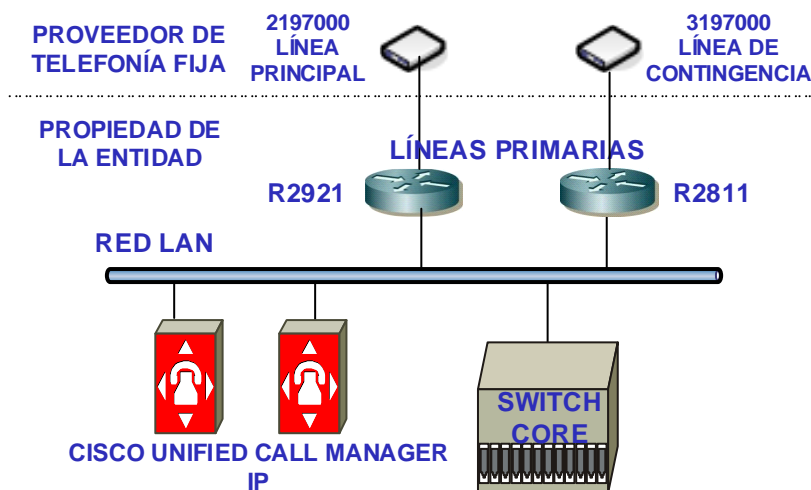 PROVEEDOR DE
TELEFONÍA FIJA
2197000
LÍNEA
PRINCIPAL
3197000
LÍNEA DE
CONTINGENCIA
PROPIEDAD DE
LA ENTIDAD
LÍNEAS PRIMARIAS
R2921
R2811
RED LAN
SWITCH
CORE
CISCO UNIFIED CALL MANAGER
IP